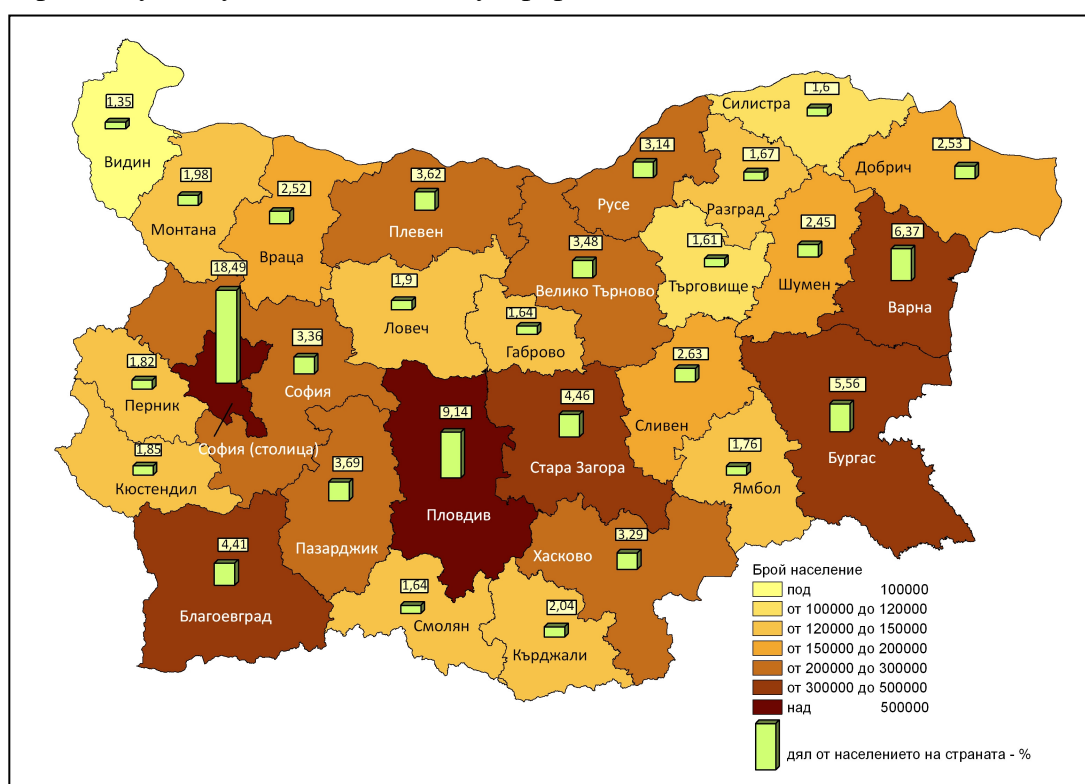 1,35
Видин
1,98
Монтана
2,52
Враца
3,62
Плевен
3,14
Русе
Силистра
1,6
1,67
Разград
2,53
Добрич
2,45
Шумен
6,37
Варна
1,61
Търговище
3,48
Велико Търново
1,9
Ловеч
1,64
Габрово
18,49
София (столица)
3,36
София
1,82
Перник
1,85
Кюстендил
4,41
Благоевград
3,69
Пазарджик
9,14
Пловдив
4,46
Стара Загора
2,63
Сливен
1,76
Ямбол
5,56
Бургас
3,29
Хасково
1,64
Смолян
2,04
Кърджали
Брой население
под 100000
от 100000 до 120000
от 120000 до 150000
от 150000 до 200000
от 200000 до 300000
от 300000 до 500000
над 500000
дял от населението на страната - %